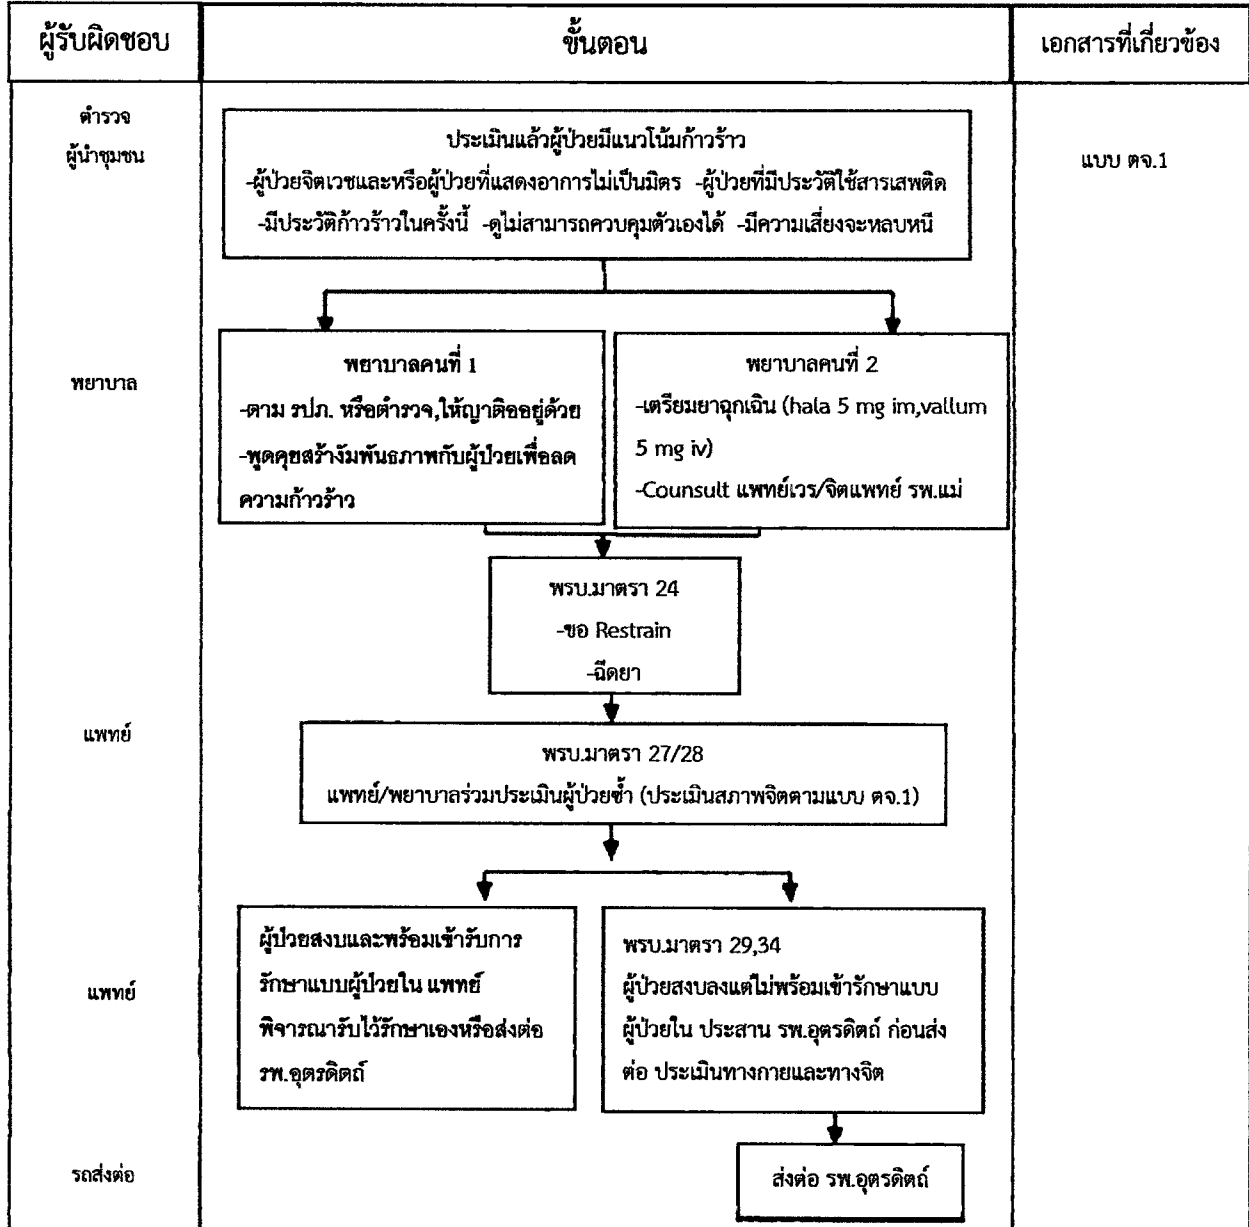 ผู้รับผิดชอบ
ขั้นตอน
เอกสารที่เกี่ยวข้อง
ตำรวจ
ผู้นำชุมชน
ประเมินแล้วผู้ป่วยมีแนวโน้มก้าวร้าว
-ผู้ป่วยจิตเวชและหรือผู้ป่วยที่แสดงอาการไม่เป็นมิตร -ผู้ป่วยที่มีประวัติใช้สารเสพติด
-มีประวัติก้าวร้าวในครั้งนี้ -ดูไม่สามารถควบคุมตัวเองได้ -มีความเสี่ยงจะหลบหนี
แบบ ตจ.1
พยาบาล
พยาบาลคนที่ 1
-ตาม รปภ. หรือตำรวจ,ให้ญาติออยู่ด้วย
-พูดคุยสร้างัมพันธภาพกับผู้ป่วยเพื่อลด
ความก้าวร้าว
พยาบาลคนที่ 2
-เตรียมยาฉุกเฉิน (hala 5 mg im,vallum
5 mg iv)
-Counsult แพทย์เวร/จิตแพทย์ รพ.แม่
พรบ.มาตรา 24
-ขอ Restrain
-ฉีดยา
แพทย์
พรบ.มาตรา 27/28
แพทย์/พยาบาลร่วมประเมินผู้ป่วยซ้ำ (ประเมินสภาพจิตตามแบบ ตจ.1)
แพทย์
ผู้ป่วยสงบและพร้อมเข้ารับการ
รักษาแบบผู้ป่วยใน แพทย์
พิจารณารับไว้รักษาเองหรือส่งต่อ
รพ.อุตรดิตถ์
พรบ.มาตรา 29,34
ผู้ป่วยสงบลงแต่ไม่พร้อมเข้ารักษาแบบ
ผู้ป่วยใน ประสาน รพ.อุตรดิตถ์ ก่อนส่ง
ต่อ ประเมินทางกายและทางจิต
รถส่งต่อ
ส่งต่อ รพ.อุตรดิตถ์